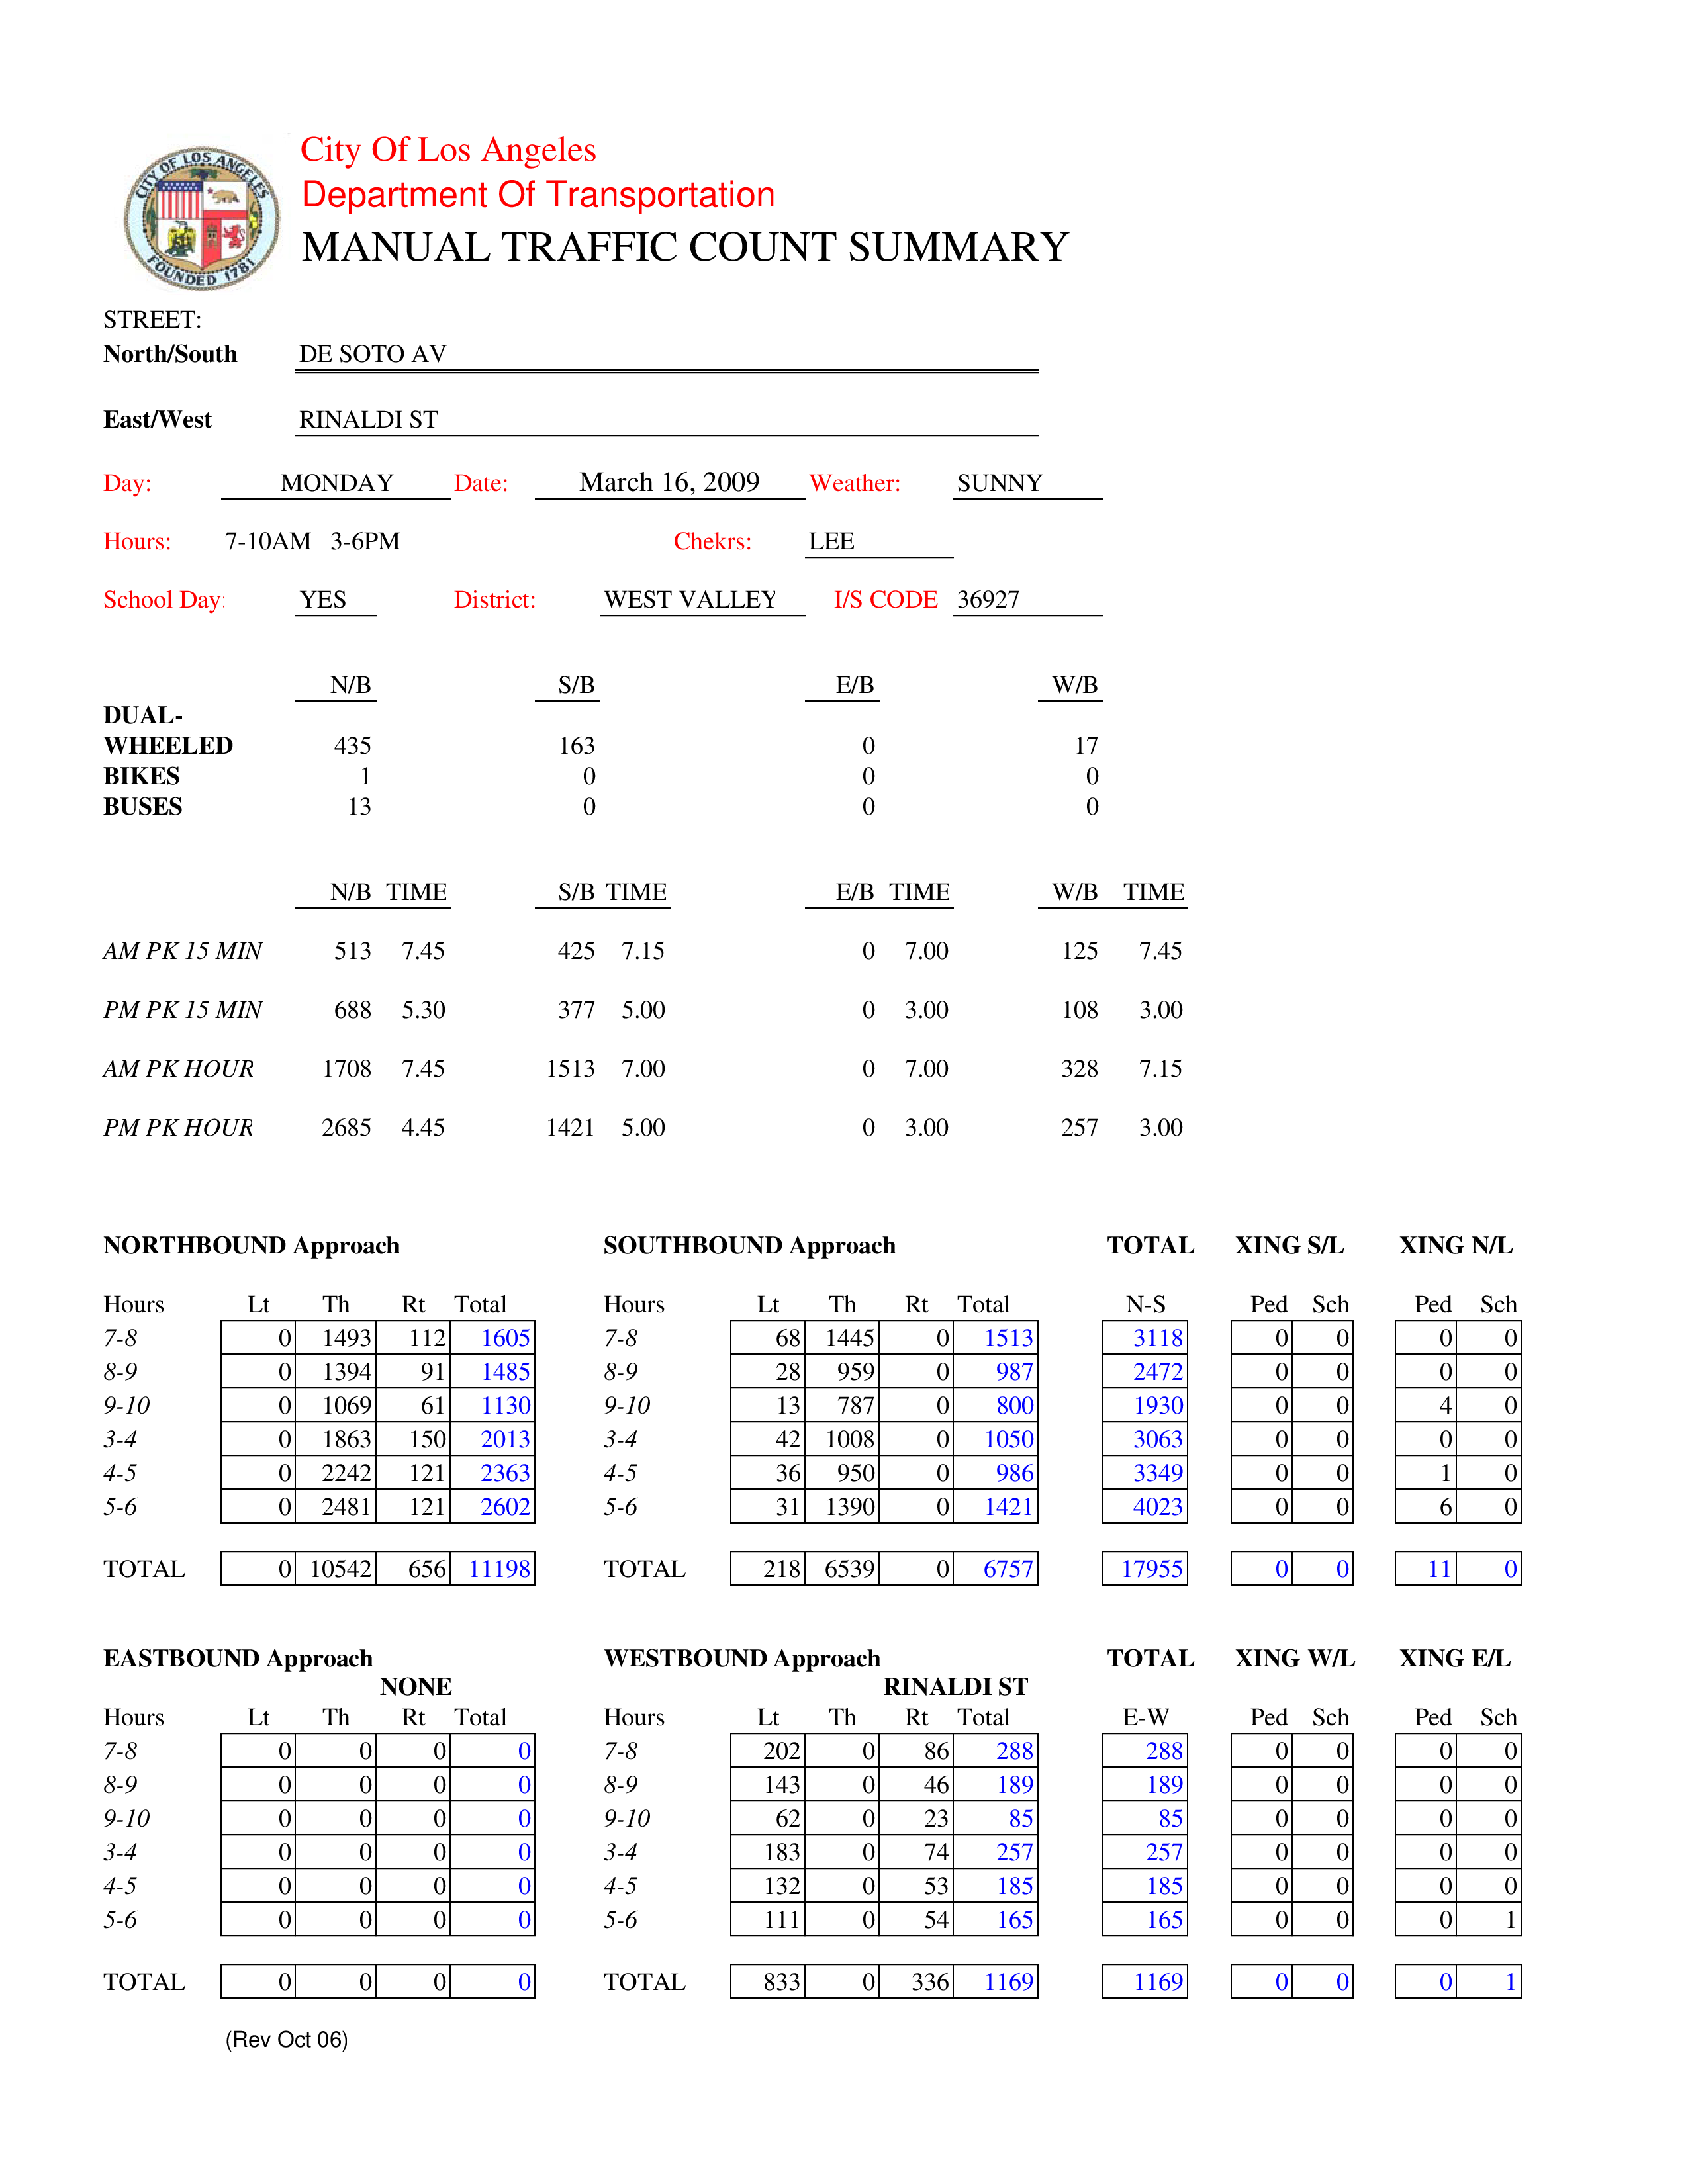 CITY OF LOS ANGELES
FOUNDED 1781
City Of Los Angeles
Department Of Transportation
MANUAL TRAFFIC COUNT SUMMARY
STREET:
North/South DE SOTO AV
East/West RINALDI ST
Day: MONDAY Date: March 16, 2009 Weather: SUNNY
Hours: 7-10AM 3-6PM Chekrs: LEE
School Day: YES District: WEST VALLEY I/S CODE 36927
N/B S/B E/B W/B
DUAL-
WHEELED 435 163 0 17
BIKES 1 0 0 0
BUSES 13 0 0 0
N/B TIME S/B TIME E/B TIME W/B TIME
AM PK 15 MIN 513 7.45 425 7.15 0 7.00 125 7.45
PM PK 15 MIN 688 5.30 377 5.00 0 3.00 108 3.00
AM PK HOUR 1708 7.45 1513 7.00 0 7.00 328 7.15
PM PK HOUR 2685 4.45 1421 5.00 0 3.00 257 3.00
NORTHBOUND Approach SOUTHBOUND Approach TOTAL XING S/L XING N/L
Hours Lt Th Rt Total Hours Lt Th Rt Total N-S Ped Sch Ped Sch
7-8 0 1493 112 1605 7-8 68 1445 0 1513 3118 0 0 0 0
8-9 0 1394 91 1485 8-9 28 959 0 987 2472 0 0 0 0
9-10 0 1069 61 1130 9-10 13 787 0 800 1930 0 0 4 0
3-4 0 1863 150 2013 3-4 42 1008 0 1050 3063 0 0 0 0
4-5 0 2242 121 2363 4-5 36 950 0 986 3349 0 0 1 0
5-6 0 2481 121 2602 5-6 31 1390 0 1421 4023 0 0 6 0
TOTAL 0 10542 656 11198 TOTAL 218 6539 0 6757 17955 0 0 11 0
EASTBOUND Approach WESTBOUND Approach TOTAL XING W/L XING E/L
NONE RINALDI ST
Hours Lt Th Rt Total Hours Lt Th Rt Total E-W Ped Sch Ped Sch
7-8 0 0 0 0 7-8 202 0 86 288 288 0 0 0 0
8-9 0 0 0 0 8-9 143 0 46 189 189 0 0 0 0
9-10 0 0 0 0 9-10 62 0 23 85 85 0 0 0 0
3-4 0 0 0 0 3-4 183 0 74 257 257 0 0 0 0
4-5 0 0 0 0 4-5 132 0 53 185 185 0 0 0 0
5-6 0 0 0 0 5-6 111 0 54 165 165 0 0 0 1
TOTAL 0 0 0 0 TOTAL 833 0 336 1169 1169 0 0 0 1
(Rev Oct 06)